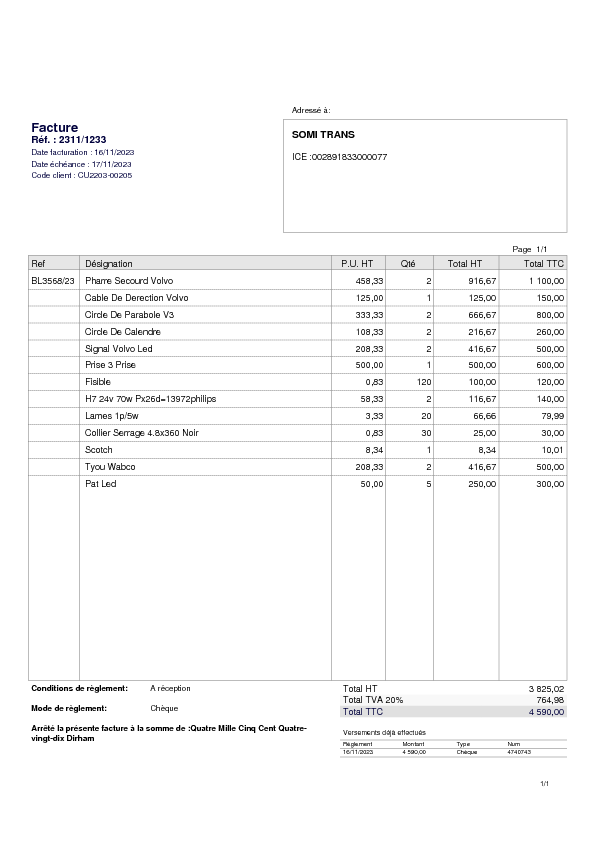 Adressé à:
Facture
Réf. : 2311/1233
Date facturation : 16/11/2023
Date échéance : 17/11/2023
Code client : CU2203-00205
SOMI TRANS
ICE :002891833000077
Page 1/1
Ref Désignation P.U. HT Qté Total HT Total TTC
BL3568/23 Pharre Secourd Volvo 458,33 2 916,67 1 100,00
Cable De Derection Volvo 125,00 1 125,00 150,00
Circle De Parabole V3 333,33 2 666,67 800,00
Circle De Calendre 108,33 2 216,67 260,00
Signal Volvo Led 208,33 2 416,67 500,00
Prise 3 Prise 500,00 1 500,00 600,00
Fisible 0,83 120 100,00 120,00
H7 24v 70w Px26d=13972philips 58,33 2 116,67 140,00
Lames 1p/5w 3,33 20 66,66 79,99
Collier Serrage 4.8x360 Noir 0,83 30 25,00 30,00
Scotch 8,34 1 8,34 10,01
Tyou Wabco 208,33 2 416,67 500,00
Pat Led 50,00 5 250,00 300,00
Conditions de règlement: A réception
Mode de règlement: Chèque
Arrêté la présente facture à la somme de :Quatre Mille Cinq Cent Quatre-
vingt-dix Dirham
Total HT 3 825,02
Total TVA 20% 764,98
Total TTC 4 590,00
Versements déjà effectués
Règlement Montant Type Num
16/11/2023 4 590,00 Chèque 4740743
1/1